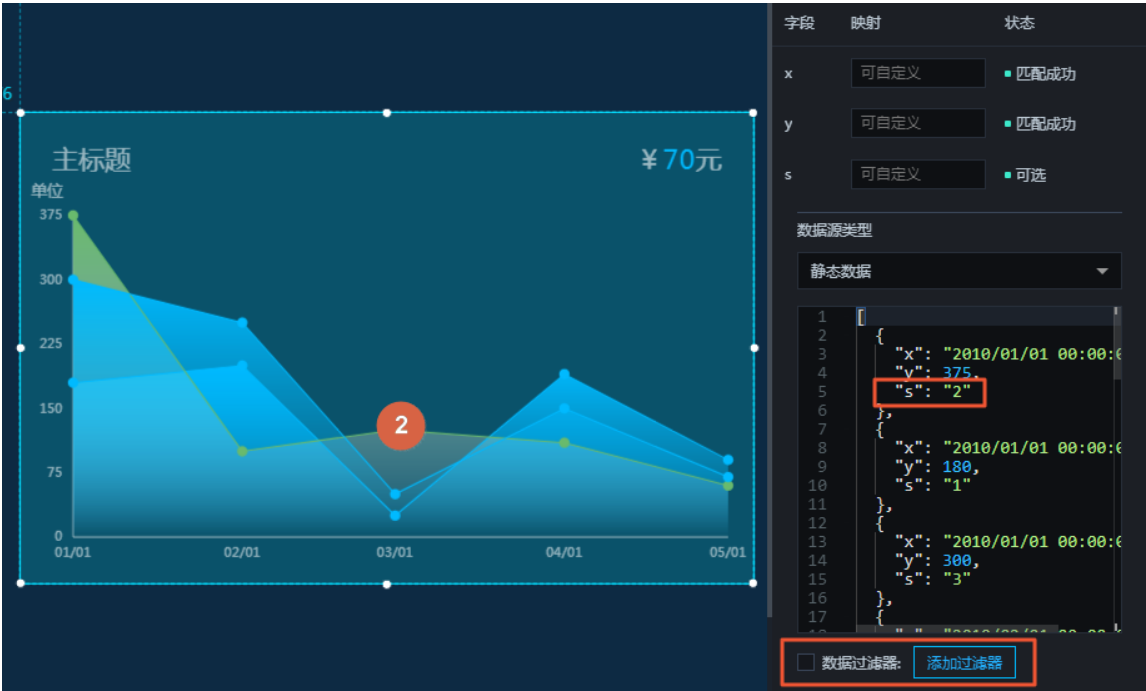 6
主标题
¥ 70元
单位
375
300
225
150
75
0
01/01
02/01
03/01
04/01
05/01
2
字段 映射 状态
x 可自定义 匹配成功
y 可自定义 匹配成功
s 可自定义 可选
数据源类型
静态数据
1 [
2 {
3 "x": "2010/01/01 00:00:0
4 "y": 375,
5 "s": "2"
6 },
7 {
8 "x": "2010/01/01 00:00:0
9 "y": 180,
10 "s": "1"
11 },
12 {
13 "x": "2010/01/01 00:00:0
14 "y": 300,
15 "s": "3"
16 },
17 {
数据过滤器: 添加过滤器